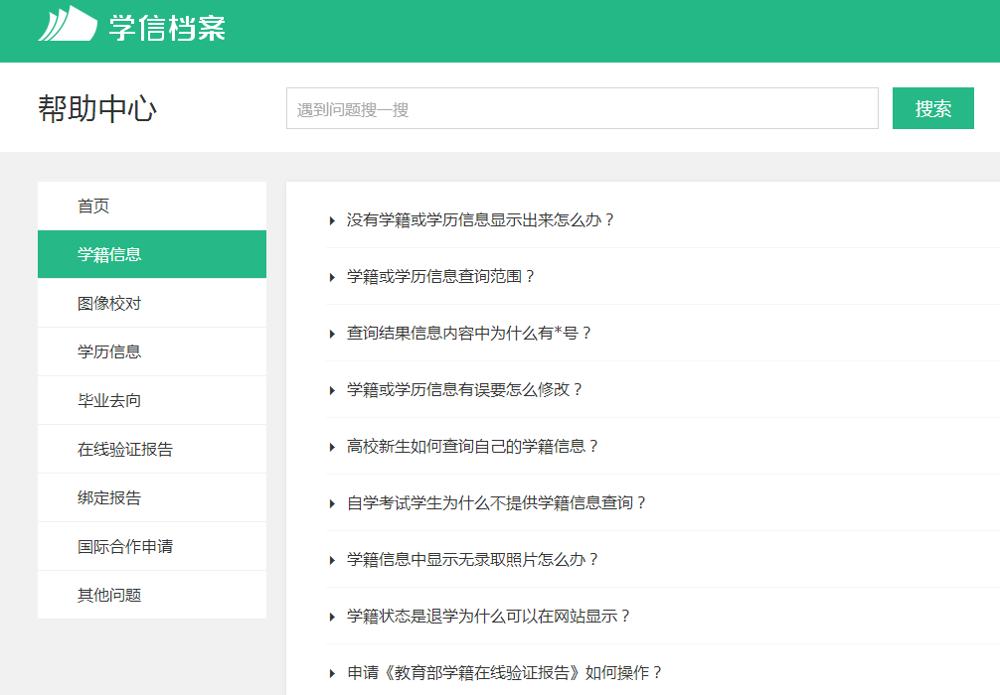 学信档案
帮助中心
遇到问题搜一搜
搜索
首页
学籍信息
图像校对
学历信息
毕业去向
在线验证报告
绑定报告
国际合作申请
其他问题
没有学籍或学历信息显示出来怎么办？
学籍或学历信息查询范围？
查询结果信息内容中为什么有*号？
学籍或学历信息有误要怎么修改？
高校新生如何查询自己的学籍信息？
自学考试学生为什么不提供学籍信息查询？
学籍信息中显示无录取照片怎么办？
学籍状态是退学为什么可以在网站显示？
申请《教育部学籍在线验证报告》如何操作？